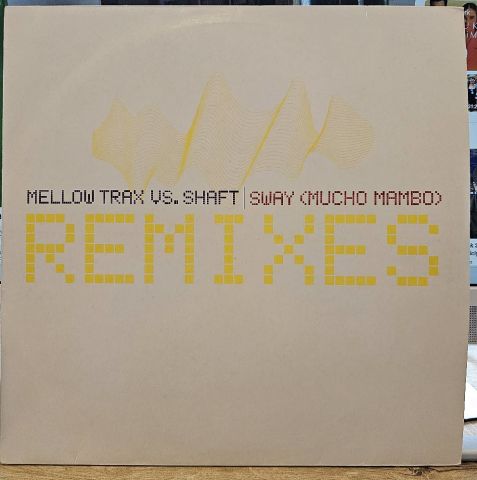 MELLOW TRAX VS. SHAFT | SWAY (MUCHO MAMBO)
REMIXES